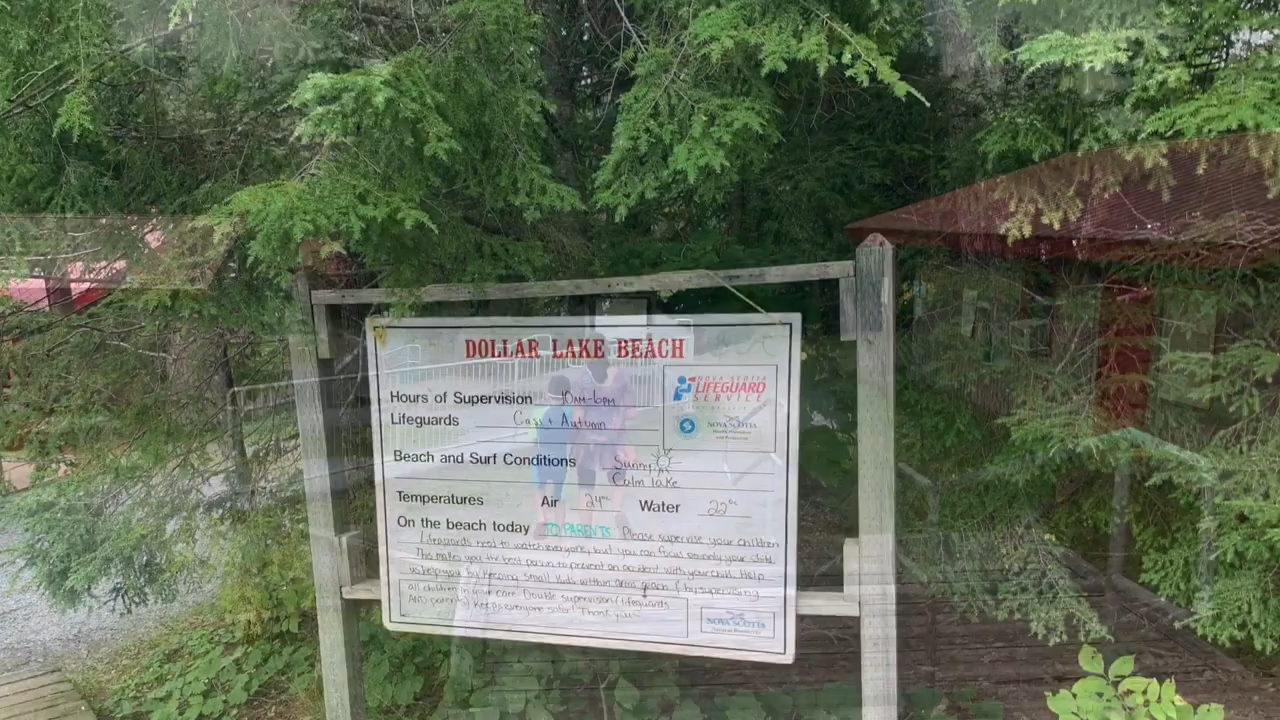 DOLLAR LAKE BEACH
NOVA SCOTIA
LIFEGUARD
SERVICE
Hours of Supervision 10AM-6PM
Lifeguards Cass + Autumn
NOVA SCOTIA
Beach and Surf Conditions Sunny
Calm lake
Temperatures Air 24°C Water 22°C
On the beach today TO PARENTS: Please supervise your children
Lifeguards need to watch everyone, but you can focus on only your child.
This makes you the best person to prevent an accident with your child. Help
us help you by keeping small kids within arms reach & by supervising
all children in your care. Double supervision (lifeguards
AND parents) keeps everyone safer! Thank you
NOVA SCOTIA
Natural Resources